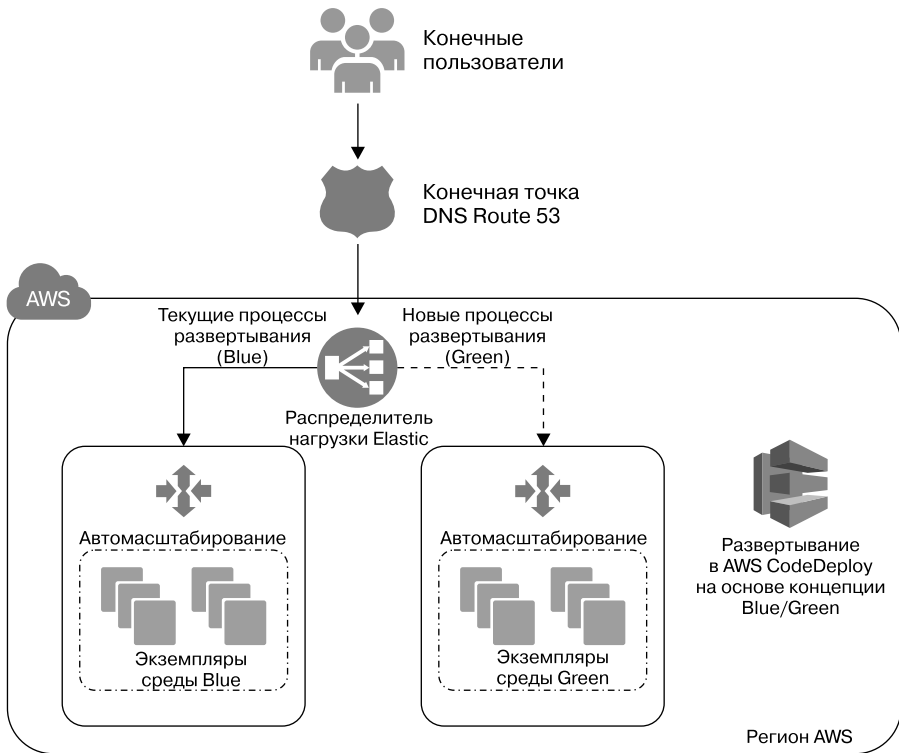 Конечные
пользователи
Конечная точка
DNS Route 53
AWS
Текущие процессы
развертывания
(Blue)
Новые процессы
развертывания
(Green)
Распределитель
нагрузки Elastic
Автомасштабирование
Экземпляры
среды Blue
Автомасштабирование
Экземпляры
среды Green
Развертывание
в AWS CodeDeploy
на основе концепции
Blue/Green
Регион AWS